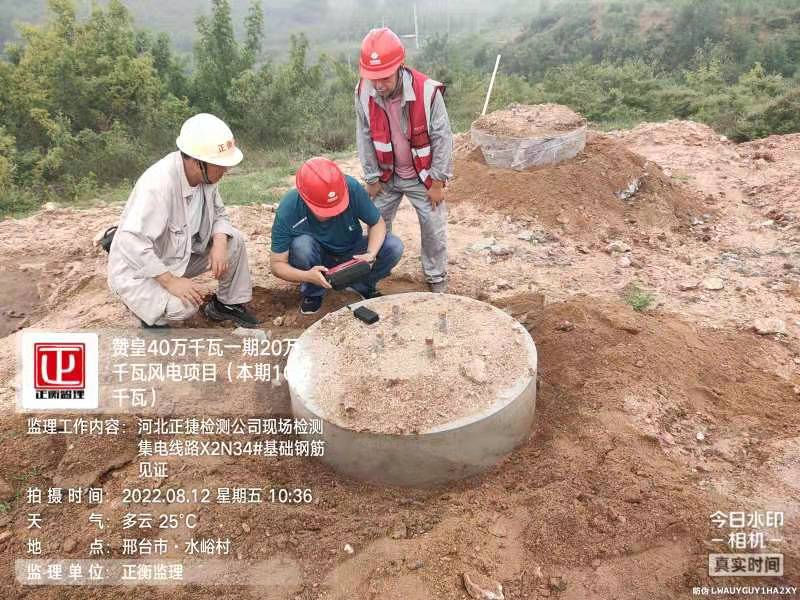 赞皇40万千瓦一期20万
千瓦风电项目（本期10万
千瓦）
正衡监理
监理工作内容：河北正捷检测公司现场检测
集电线路X2N34#基础钢筋
见证
拍摄时间：2022.08.12 星期五 10:36
天气：多云 25°C
地点：邢台市·水峪村
监理单位：正衡监理
今日水印
相机
真实时间
防伪 LWAUYGUY1HA2XY